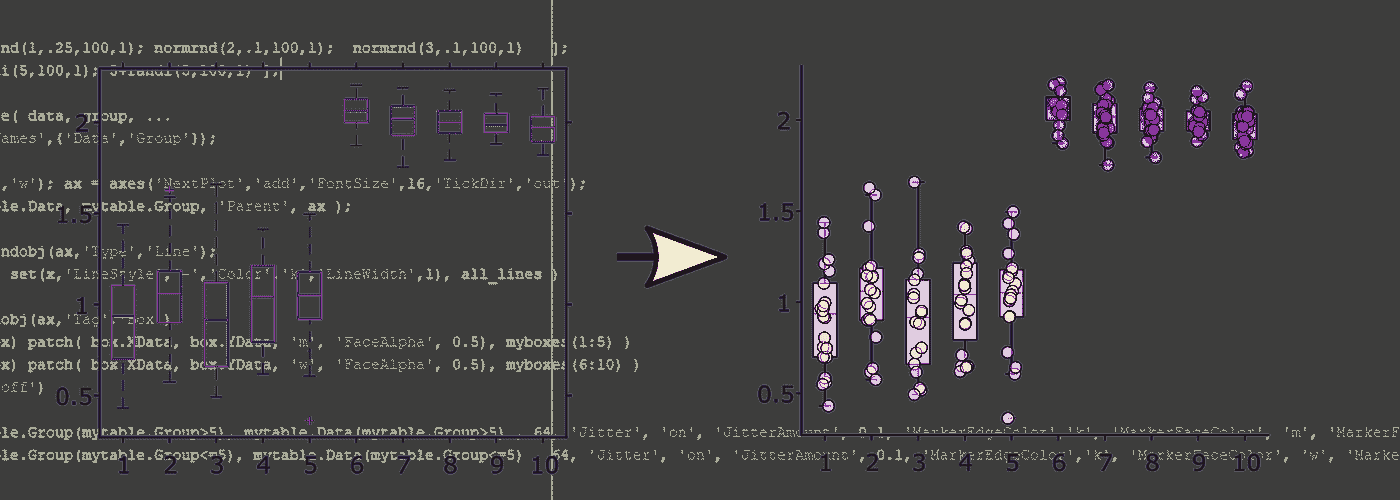 nd(1,.25,100,1); normrnd(2,.1,100,1);  normrnd(3,.1,100,1)   ];
i(5,100,1); 5+randi(5,100,1) ];
e( data, group, ...
ames',{'Data','Group'});
,'w'); ax = axes('NextPlot','add','FontSize',16,'TickDir','out');
le.Data, mytable.Group, 'Parent', ax );
ndobj(ax,'Type','Line');
set(x,'LineStyle','-','Color','k','LineWidth',1), all_lines )
dobj(ax,'Tag','Box')
x) patch( box.XData, box.YData, 'm', 'FaceAlpha', 0.5), myboxes(1:5) )
x) patch( box.XData, box.YData, 'w', 'FaceAlpha', 0.5), myboxes(6:10) )
off')
le.Group(mytable.Group>5), mytable.Data(mytable.Group>5) , 64, 'Jitter', 'on', 'JitterAmount', 0.1, 'MarkerEdgeColor','k', 'MarkerFaceColor', 'm', 'MarkerF
le.Group(mytable.Group<=5), mytable.Data(mytable.Group<=5) , 64, 'Jitter', 'on', 'JitterAmount', 0.1, 'MarkerEdgeColor','k', 'MarkerFaceColor', 'w', 'Marke
2
1.5
1
0.5
1 2 3 4 5 6 7 8 9 10
2
1.5
1
0.5
1 2 3 4 5 6 7 8 9 10